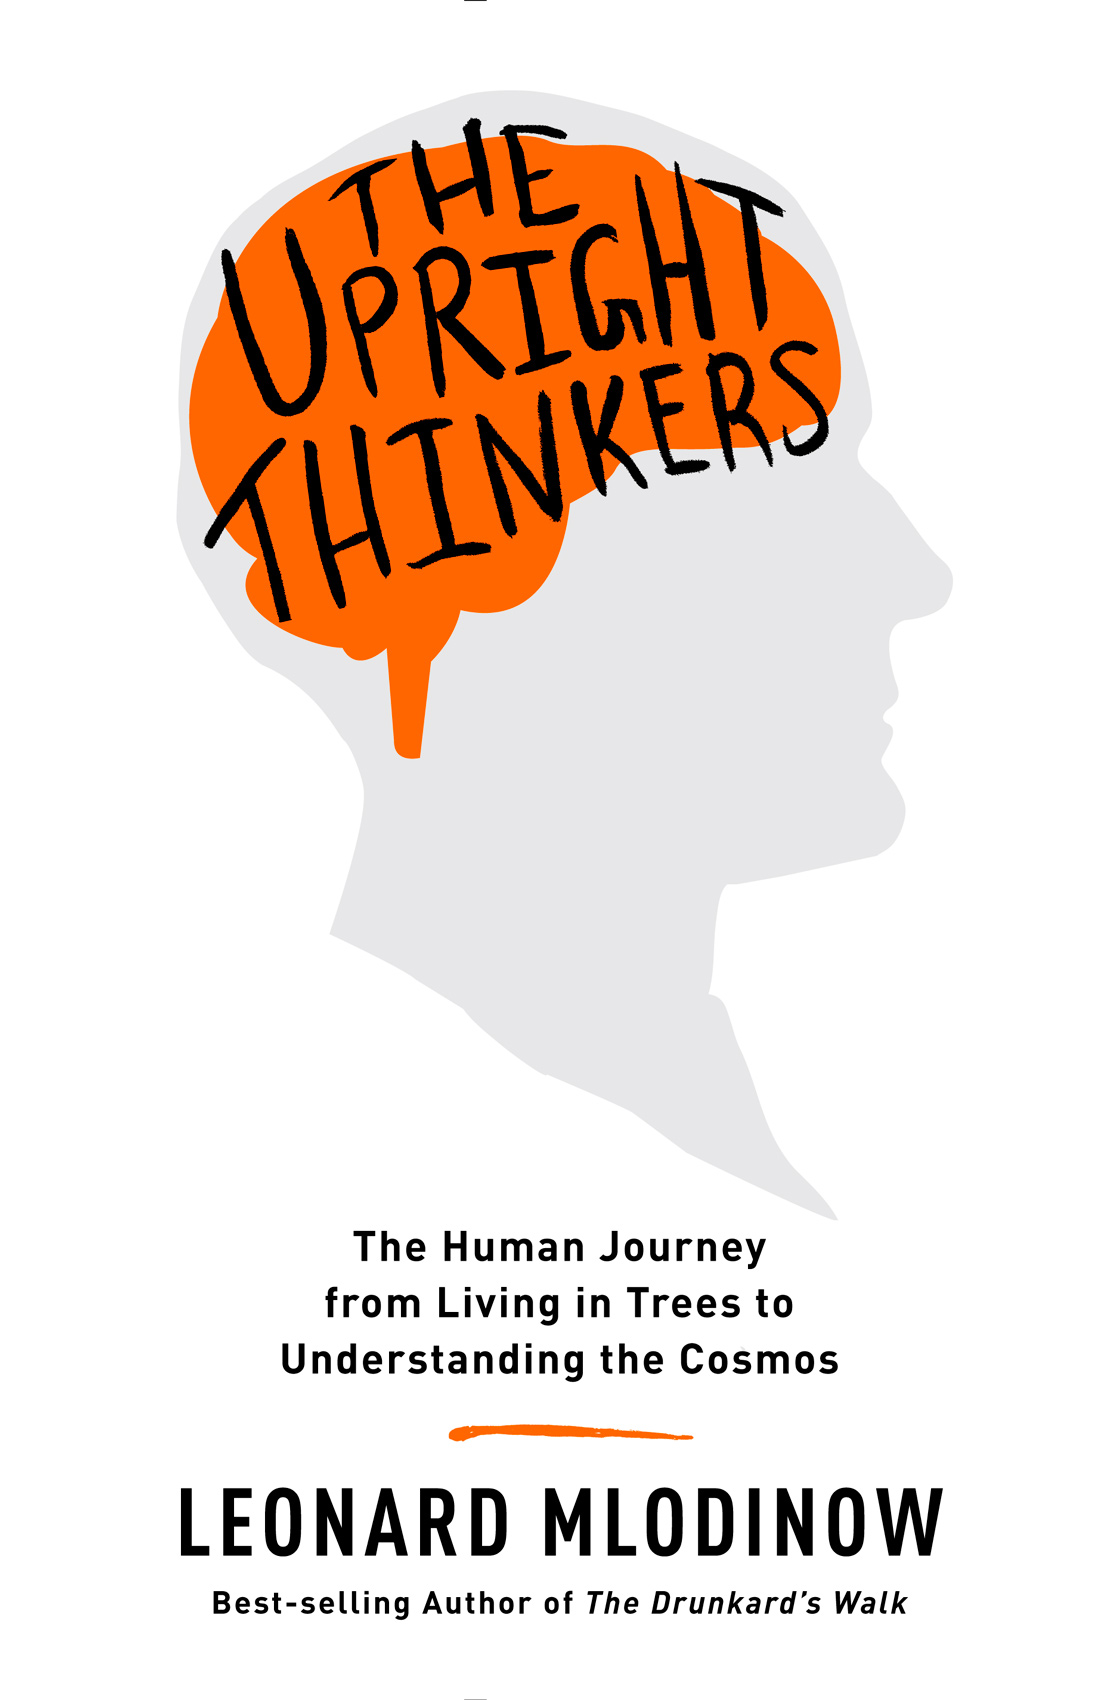 THE
UPRIGHT
THINKERS
The Human Journey
from Living in Trees to
Understanding the Cosmos
LEONARD MLODINOW
Best-selling Author of The Drunkard’s Walk